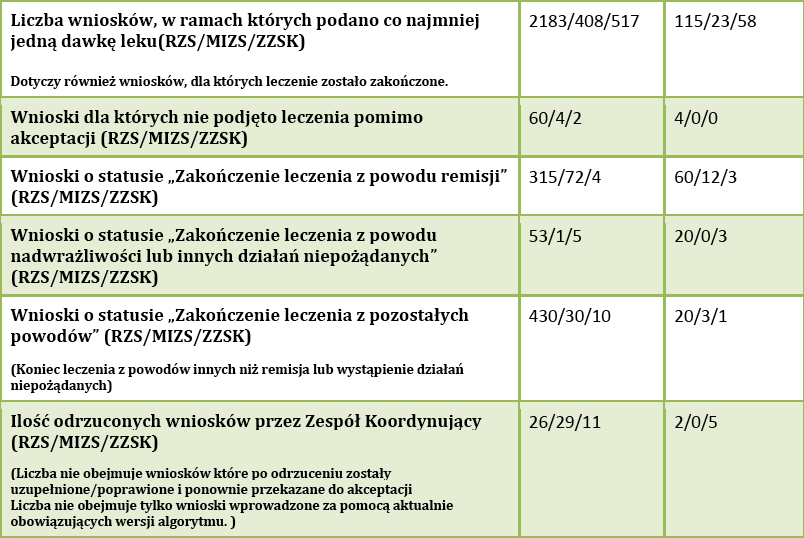 Liczba wniosków, w ramach których podano co najmniej
jedną dawkę leku(RZS/MIZS/ZZSK)
Dotyczy również wniosków, dla których leczenie zostało zakończone.
2183/408/517
115/23/58
Wnioski dla których nie podjęto leczenia pomimo
akceptacji (RZS/MIZS/ZZSK)
60/4/2
4/0/0
Wnioski o statusie „Zakończenie leczenia z powodu remisji”
(RZS/MIZS/ZZSK)
315/72/4
60/12/3
Wnioski o statusie „Zakończenie leczenia z powodu
nadwrażliwości lub innych działań niepożądanych”
(RZS/MIZS/ZZSK)
53/1/5
20/0/3
Wnioski o statusie „Zakończenie leczenia z pozostałych
powodów” (RZS/MIZS/ZZSK)
(Koniec leczenia z powodów innych niż remisja lub wystąpienie działań
niepożądanych)
430/30/10
20/3/1
Ilość odrzuconych wniosków przez Zespół Koordynujący
(RZS/MIZS/ZZSK)
(Liczba nie obejmuje wniosków które po odrzuceniu zostały
uzupełnione/poprawione i ponownie przekazane do akceptacji
Liczba nie obejmuje tylko wnioski wprowadzone za pomocą aktualnie
obowiązujących wersji algorytmu. )
26/29/11
2/0/5